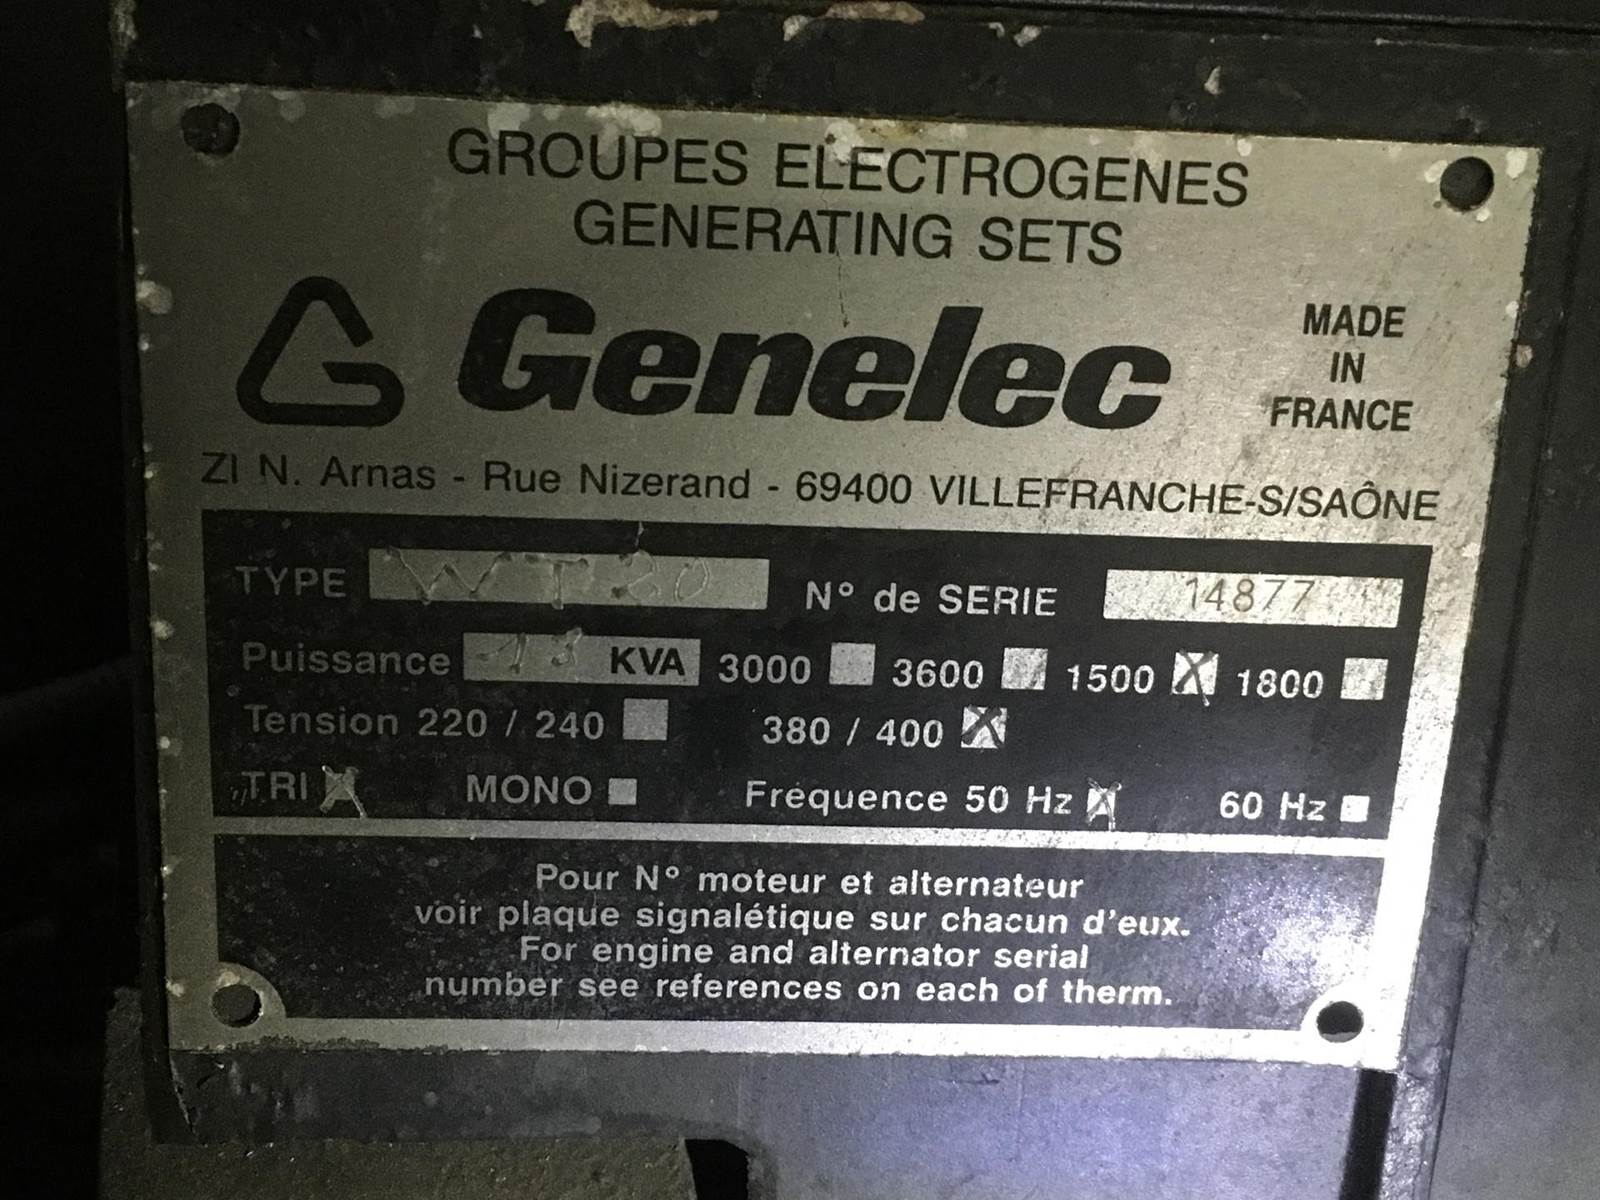 GROUPES ELECTROGENES
GENERATING SETS
Genelec
MADE
IN
FRANCE
ZI N. Arnas - Rue Nizerand - 69400 VILLEFRANCHE-S/SAÔNE
TYPE WT20 N° de SERIE 14877
Puissance KVA 3000 3600 1500 X 1800
Tension 220 / 240 380 / 400 X
TRI X MONO Fréquence 50 Hz X 60 Hz
Pour N° moteur et alternateur
voir plaque signalétique sur chacun d'eux.
For engine and alternator serial
number see references on each of therm.